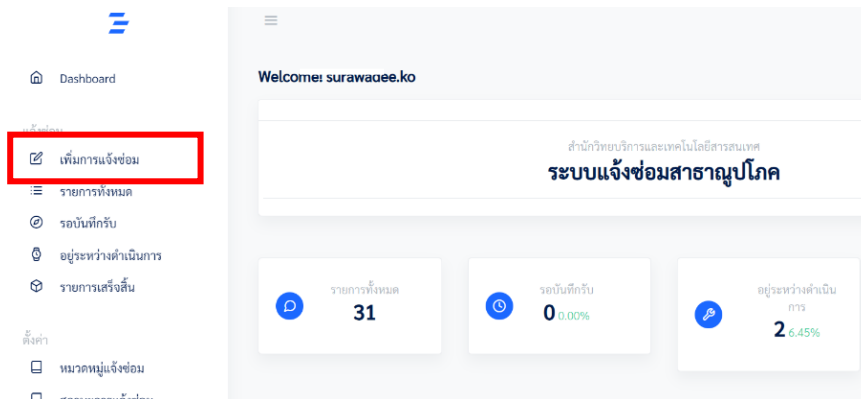 Dashboard
แจ้งซ่อม
เพิ่มการแจ้งซ่อม
รายการทั้งหมด
รอบันทึกรับ
อยู่ระหว่างดำเนินการ
รายการเสร็จสิ้น
ตั้งค่า
หมวดหมู่แจ้งซ่อม
Welcome! surawadee.ko
สำนักวิทยบริการและเทคโนโลยีสารสนเทศ
ระบบแจ้งซ่อมสาธาณูปโภค
รายการทั้งหมด
31
รอบันทึกรับ
0 0.00%
อยู่ระหว่างดำเนิน
การ
2 6.45%